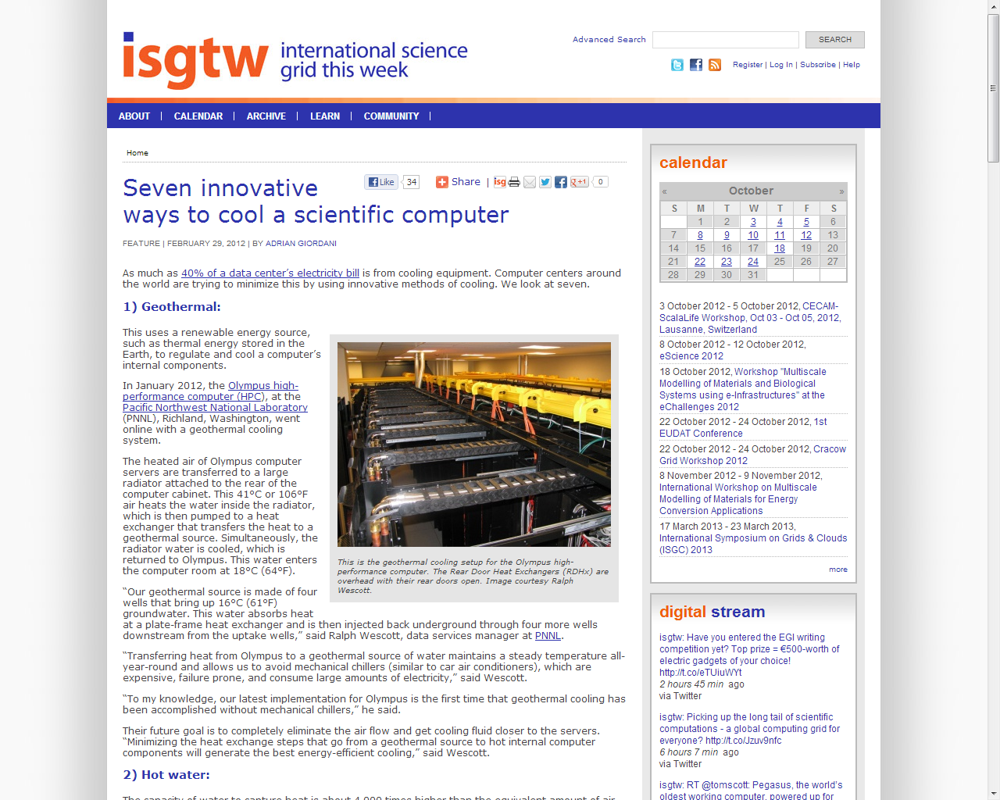 isgtw international science
grid this week
Advanced Search
SEARCH
Register | Log In | Subscribe | Help
ABOUT | CALENDAR | ARCHIVE | LEARN | COMMUNITY |
Home
Like 34 Share | isg +1 0
Seven innovative
ways to cool a scientific computer
FEATURE | FEBRUARY 29, 2012 | BY ADRIAN GIORDANI
As much as 40% of a data center's electricity bill is from cooling equipment. Computer centers around
the world are trying to minimize this by using innovative methods of cooling. We look at seven.
1) Geothermal:
This uses a renewable energy source,
such as thermal energy stored in the
Earth, to regulate and cool a computer's
internal components.
In January 2012, the Olympus high-
performance computer (HPC), at the
Pacific Northwest National Laboratory
(PNNL), Richland, Washington, went
online with a geothermal cooling
system.
The heated air of Olympus computer
servers are transferred to a large
radiator attached to the rear of the
computer cabinet. This 41°C or 106°F
air heats the water inside the radiator,
which is then pumped to a heat
exchanger that transfers the heat to a
geothermal source. Simultaneously, the
radiator water is cooled, which is
returned to Olympus. This water enters
the computer room at 18°C (64°F).
This is the geothermal cooling setup for the Olympus high-
performance computer. The Rear Door Heat Exchangers (RDHx) are
overhead with their rear doors open. Image courtesy Ralph
Wescott.
"Our geothermal source is made of four
wells that bring up 16°C (61°F)
groundwater. This water absorbs heat
at a plate-frame heat exchanger and is then injected back underground through four more wells
downstream from the uptake wells," said Ralph Wescott, data services manager at PNNL.
"Transferring heat from Olympus to a geothermal source of water maintains a steady temperature all-
year-round and allows us to avoid mechanical chillers (similar to car air conditioners), which are
expensive, failure prone, and consume large amounts of electricity," said Wescott.
"To my knowledge, our latest implementation for Olympus is the first time that geothermal cooling has
been accomplished without mechanical chillers," he said.
Their future goal is to completely eliminate the air flow and get cooling fluid closer to the servers.
"Minimizing the heat exchange steps that go from a geothermal source to hot internal computer
components will generate the best energy-efficient cooling," said Wescott.
2) Hot water:
The capacity of water to capture heat is about 4,000 times higher than the equivalent amount of air
calendar
« October »
S M T W T F S
1 2 3 4 5 6
7 8 9 10 11 12 13
14 15 16 17 18 19 20
21 22 23 24 25 26 27
28 29 30 31
3 October 2012 - 5 October 2012, CECAM-
ScalaLife Workshop, Oct 03 - Oct 05, 2012,
Lausanne, Switzerland
8 October 2012 - 12 October 2012,
eScience 2012
18 October 2012, Workshop "Multiscale
Modelling of Materials and Biological
Systems using e-Infrastructures" at the
eChallenges 2012
22 October 2012 - 24 October 2012, 1st
EUDAT Conference
22 October 2012 - 24 October 2012, Cracow
Grid Workshop 2012
8 November 2012 - 9 November 2012,
International Workshop on Multiscale
Modelling of Materials for Energy
Conversion Applications
17 March 2013 - 23 March 2013,
International Symposium on Grids & Clouds
(ISGC) 2013
more
digital stream
isgtw: Have you entered the EGI writing
competition yet? Top prize = €500-worth of
electric gadgets of your choice!
http://t.co/eTUiuWYt
2 hours 45 min ago
via Twitter
isgtw: Picking up the long tail of scientific
computations - a global computing grid for
everyone? http://t.co/Jzuv9nfc
6 hours 7 min ago
via Twitter
isgtw: RT @tomscott: Pegasus, the world's
oldest working computer, powered up for